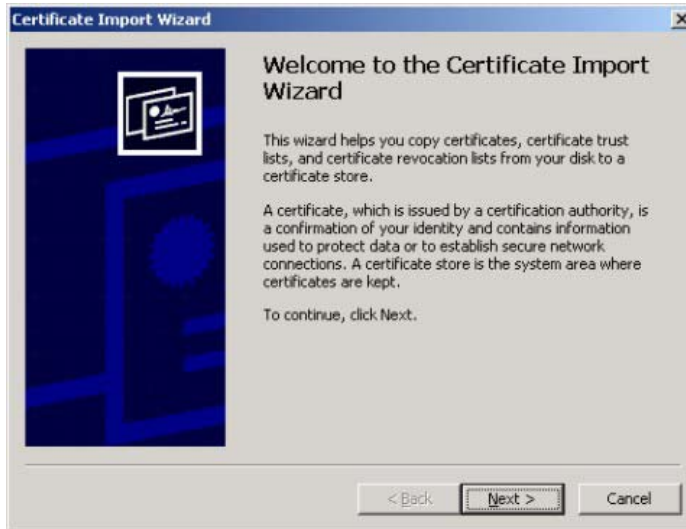 Certificate Import Wizard
Welcome to the Certificate Import
Wizard
This wizard helps you copy certificates, certificate trust
lists, and certificate revocation lists from your disk to a
certificate store.
A certificate, which is issued by a certification authority, is
a confirmation of your identity and contains information
used to protect data or to establish secure network
connections. A certificate store is the system area where
certificates are kept.
To continue, click Next.
< Back Next > Cancel